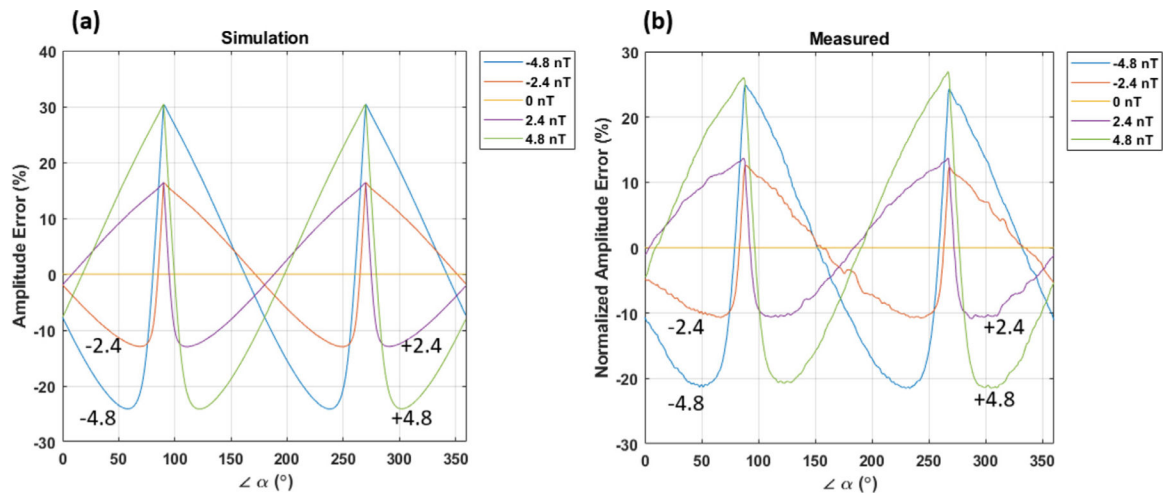 (a)
Simulation
Amplitude Error (%)
40
30
20
10
0
-10
-20
-30
0 50 100 150 200 250 300 350
∠ α (°)
-4.8 nT
-2.4 nT
0 nT
2.4 nT
4.8 nT
-2.4
+2.4
-4.8
+4.8
(b)
Measured
Normalized Amplitude Error (%)
30
20
10
0
-10
-20
-30
0 50 100 150 200 250 300 350
∠ α (°)
-4.8 nT
-2.4 nT
0 nT
2.4 nT
4.8 nT
-2.4
+2.4
-4.8
+4.8